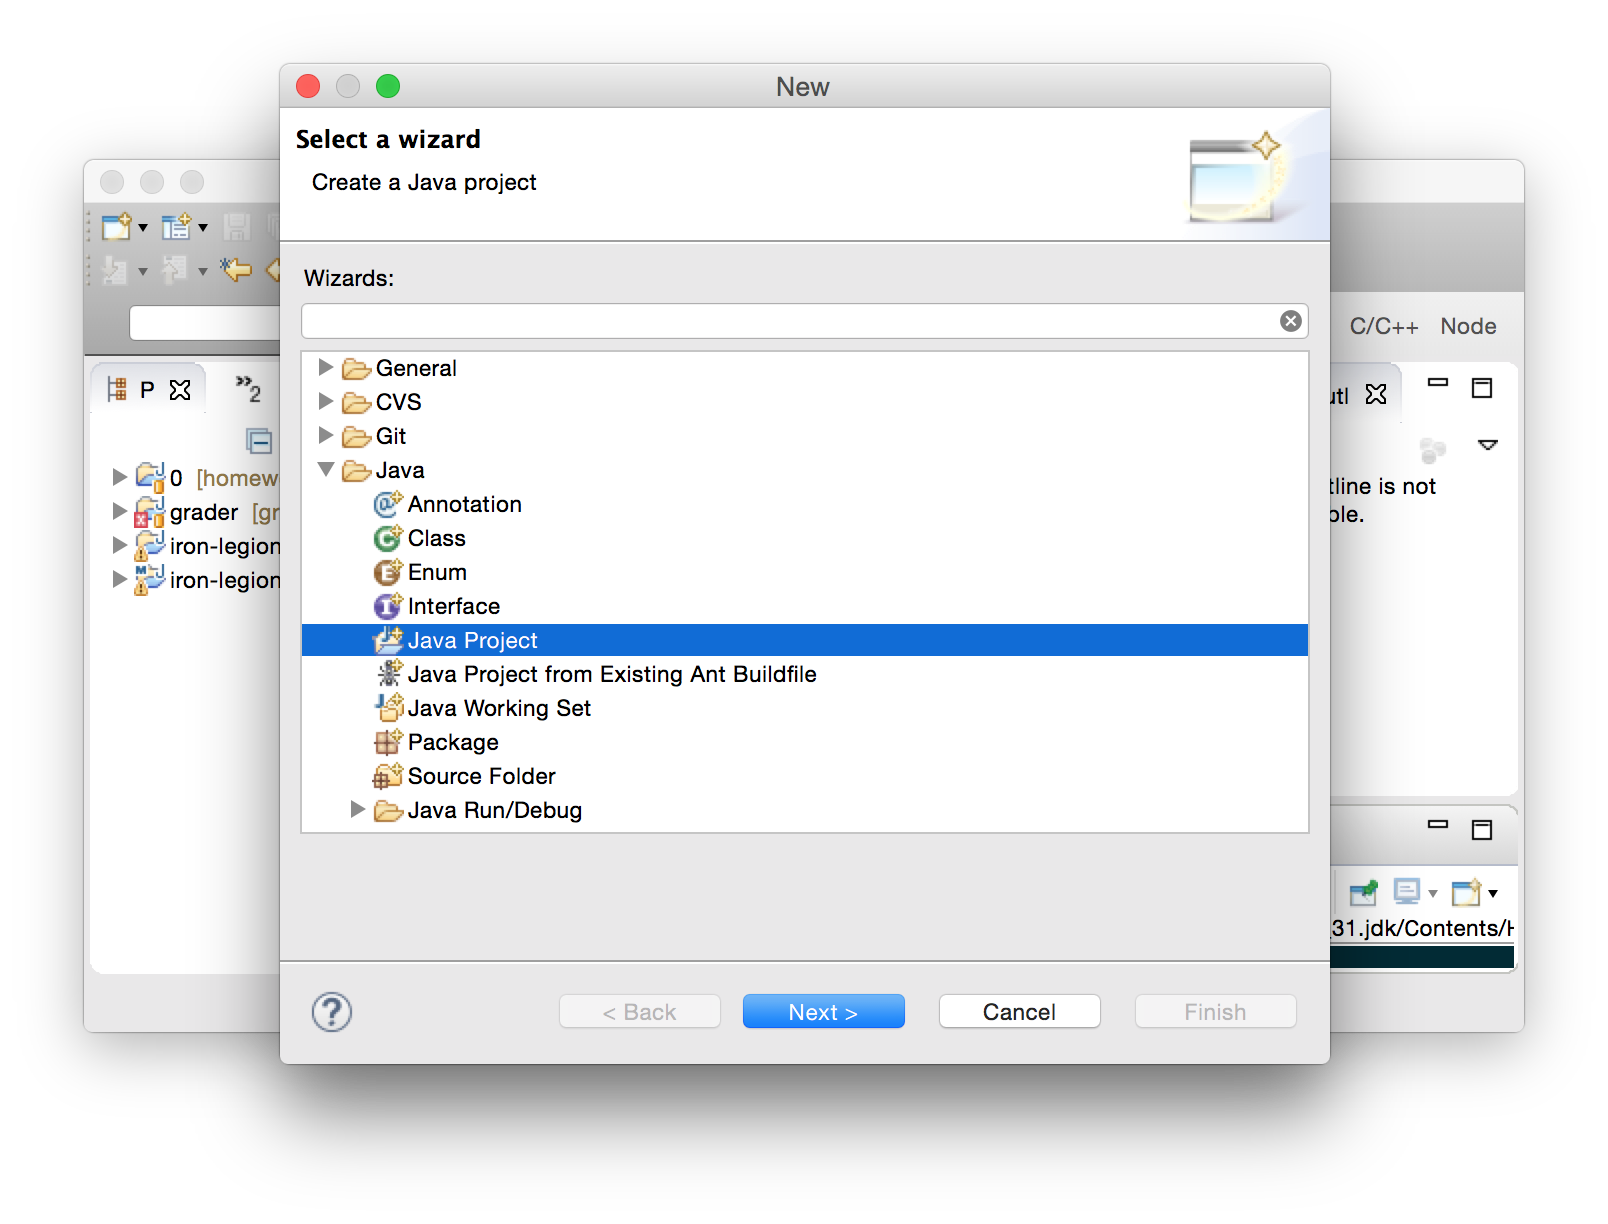 New
Select a wizard
Create a Java project
Wizards:
C/C++ Node
General
CVS
Git
Java
Annotation
Class
Enum
Interface
Java Project
Java Project from Existing Ant Buildfile
Java Working Set
Package
Source Folder
Java Run/Debug
P
2
0 [homew
grader [gr
iron-legion
iron-legion
utl
tline is not
ble.
_31.jdk/Contents/H
?
< Back
Next >
Cancel
Finish